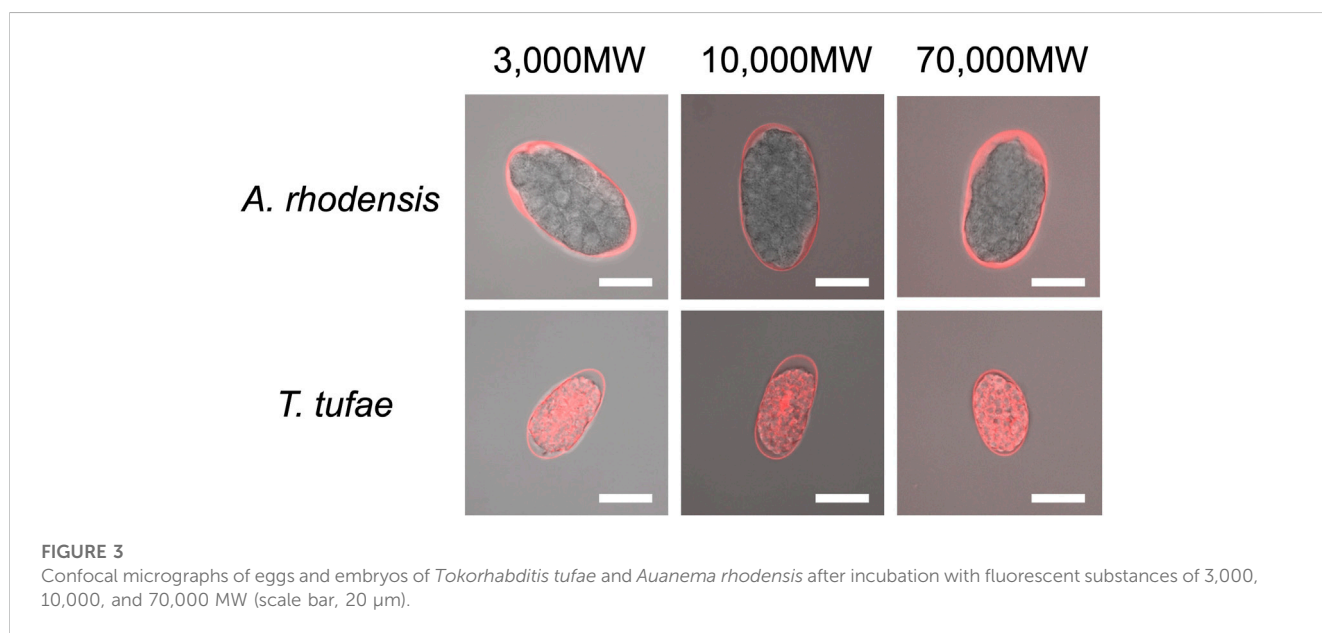 3,000MW 10,000MW 70,000MW
A. rhodensis
T. tufae
FIGURE 3
Confocal micrographs of eggs and embryos of Tokorhabditis tufae and Auanema rhodensis after incubation with fluorescent substances of 3,000,
10,000, and 70,000 MW (scale bar, 20 μm).